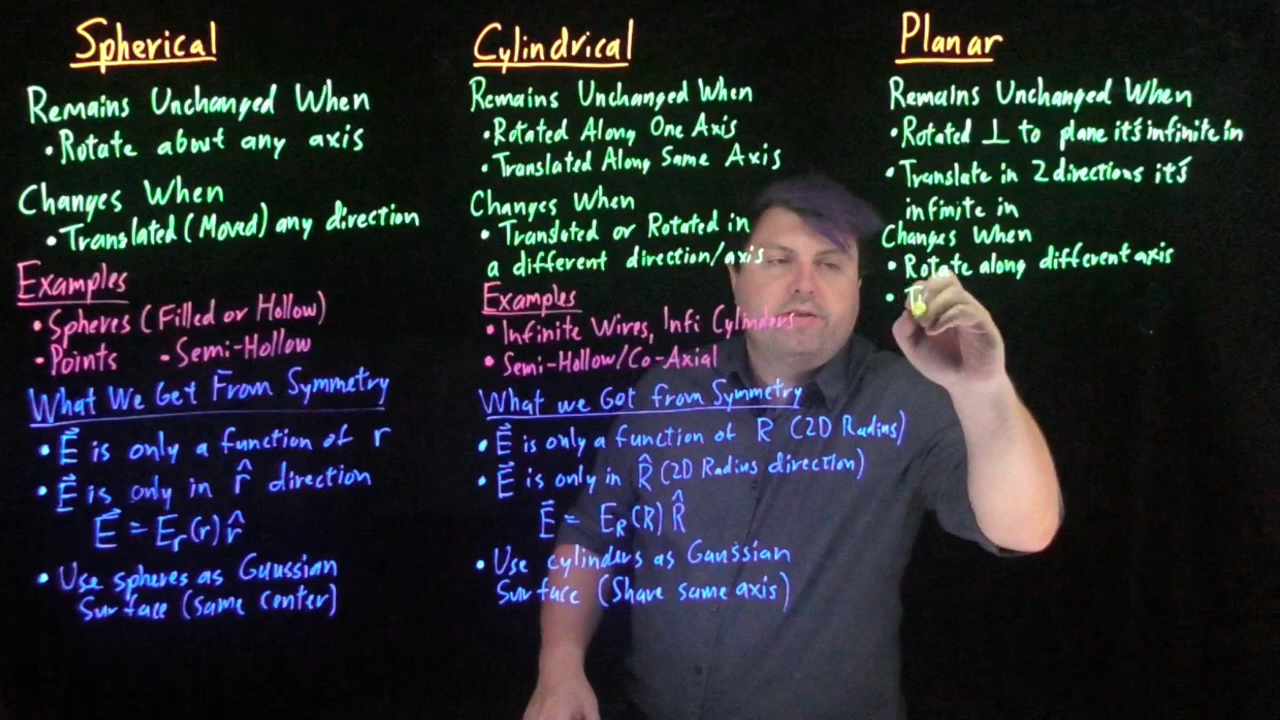 Spherical
Remains Unchanged When
• Rotate about any axis
Changes When
• Translated (Moved) any direction
Examples
• Spheres (Filled or Hollow)
• Points • Semi-Hollow
What We Get From Symmetry
• E⃗ is only a function of r
• E⃗ is only in r̂ direction
E⃗ = Eᵣ(r) r̂
• Use spheres as Gaussian
Surface (same center)
Cylindrical
Remains Unchanged When
• Rotated Along One Axis
• Translated Along Same Axis
Changes When
• Translated or Rotated in
a different direction/axis
Examples
• Infinite Wires, Infi Cylinders
• Semi-Hollow/Co-Axial
What we Got from Symmetry
• E⃗ is only a function of R (2D Radius)
• E⃗ is only in R̂ (2D Radius direction)
E⃗ = E_R(R) R̂
• Use cylinders as Gaussian
Surface (Share same axis)
Planar
Remains Unchanged When
• Rotated ⊥ to plane it's infinite in
• Translate in 2 directions it's
infinite in
Changes When
• Rotate along different axis
•